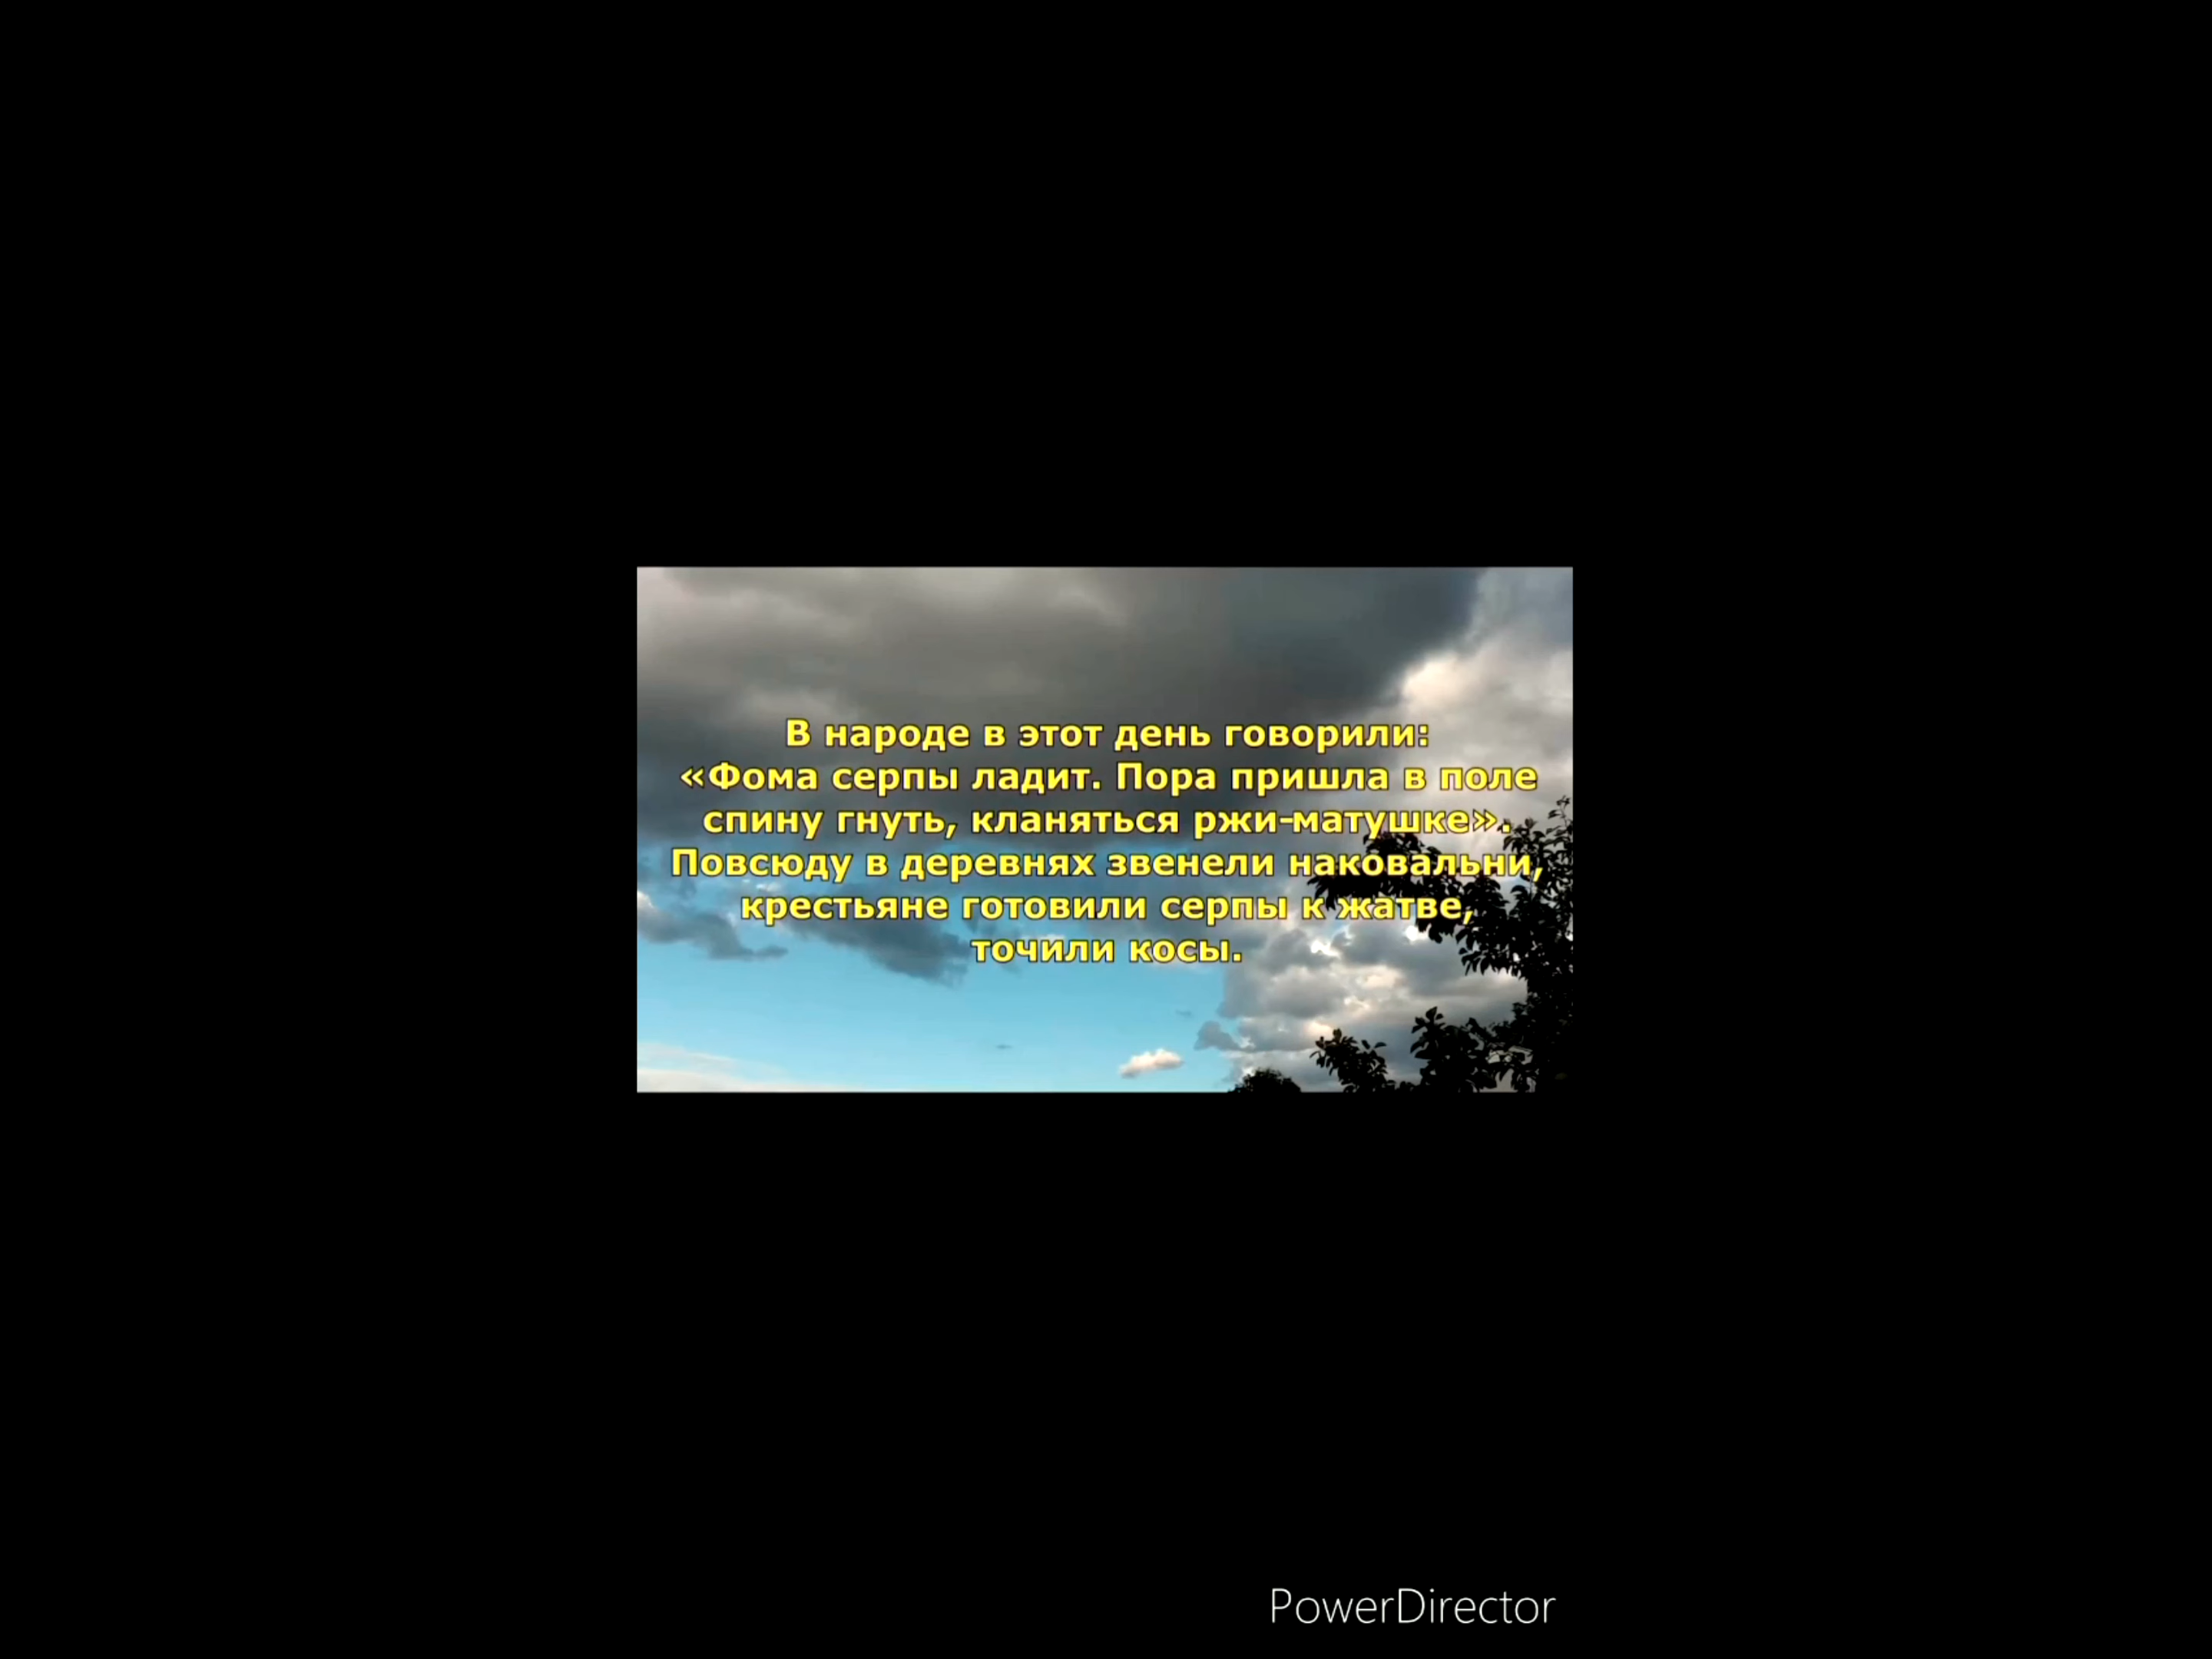 В народе в этот день говорили:
«Фома серпы ладит. Пора пришла в поле
спину гнуть, кланяться ржи-матушке».
Повсюду в деревнях звенели наковальни,
крестьяне готовили серпы к жатве,
точили косы.
PowerDirector